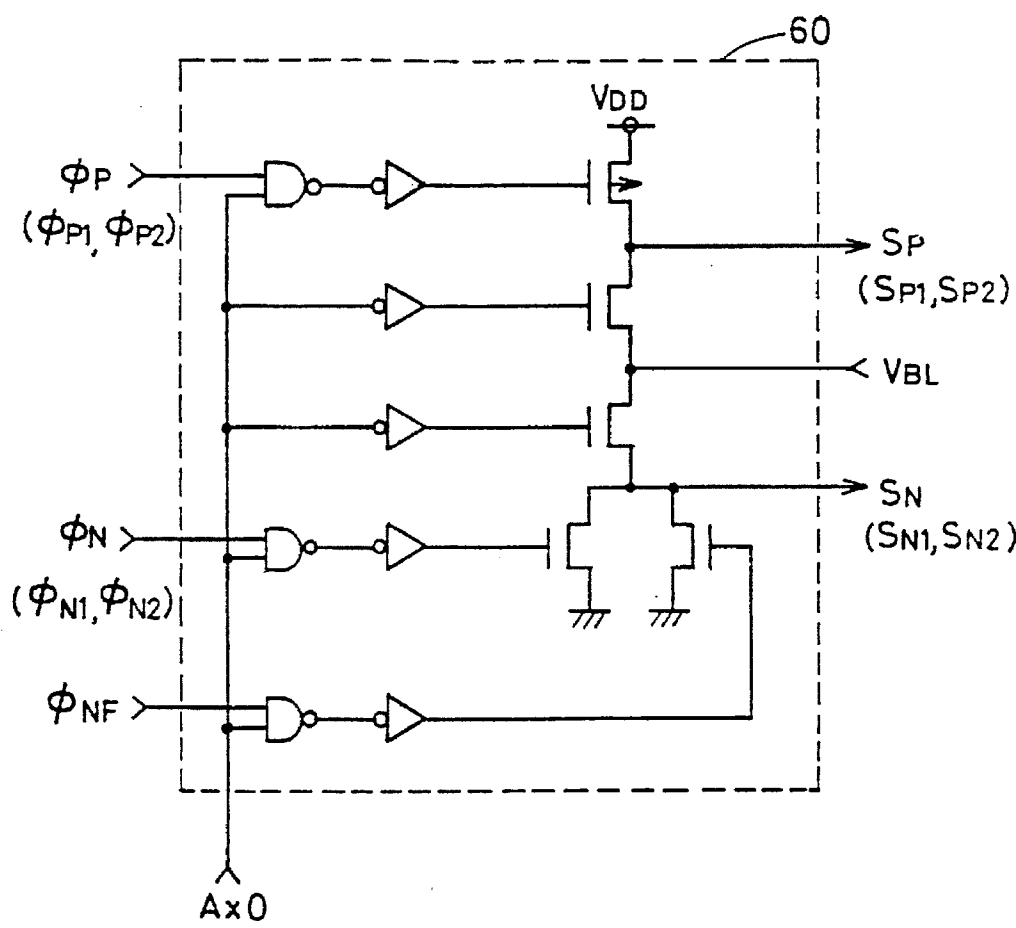 60
VDD
ϕP
(ϕP1, ϕP2)
SP
(SP1,SP2)
VBL
ϕN
(ϕN1, ϕN2)
SN
(SN1,SN2)
ϕNF
Ax0